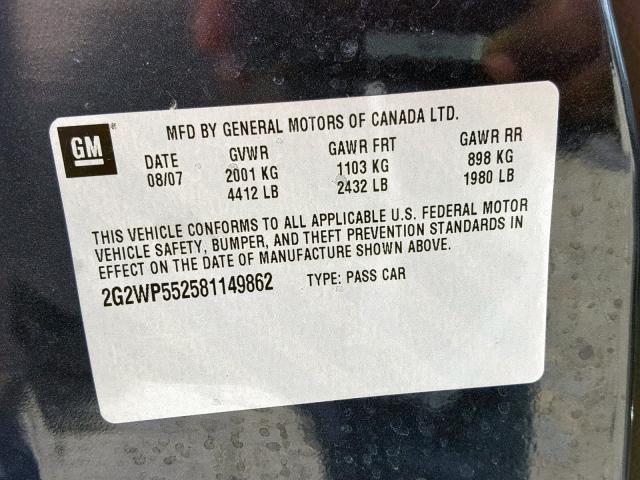 GM
MFD BY GENERAL MOTORS OF CANADA LTD.
DATE GVWR GAWR FRT GAWR RR
08/07 2001 KG 1103 KG 898 KG
4412 LB 2432 LB 1980 LB
THIS VEHICLE CONFORMS TO ALL APPLICABLE U.S. FEDERAL MOTOR
VEHICLE SAFETY, BUMPER, AND THEFT PREVENTION STANDARDS IN
EFFECT ON THE DATE OF MANUFACTURE SHOWN ABOVE.
2G2WP552581149862 TYPE: PASS CAR